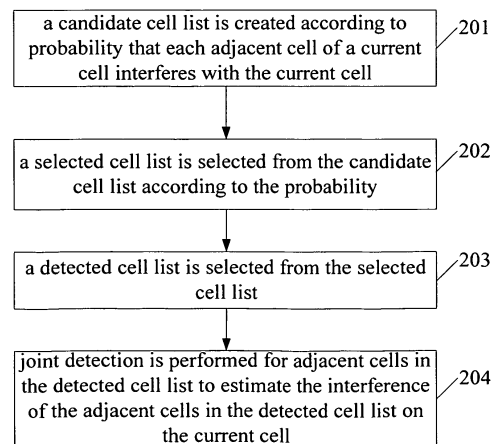 a candidate cell list is created according to
probability that each adjacent cell of a current
cell interferes with the current cell
201
a selected cell list is selected from the candidate
cell list according to the probability
202
a detected cell list is selected from the selected
cell list
203
joint detection is performed for adjacent cells in
the detected cell list to estimate the interference
of the adjacent cells in the detected cell list on
the current cell
204